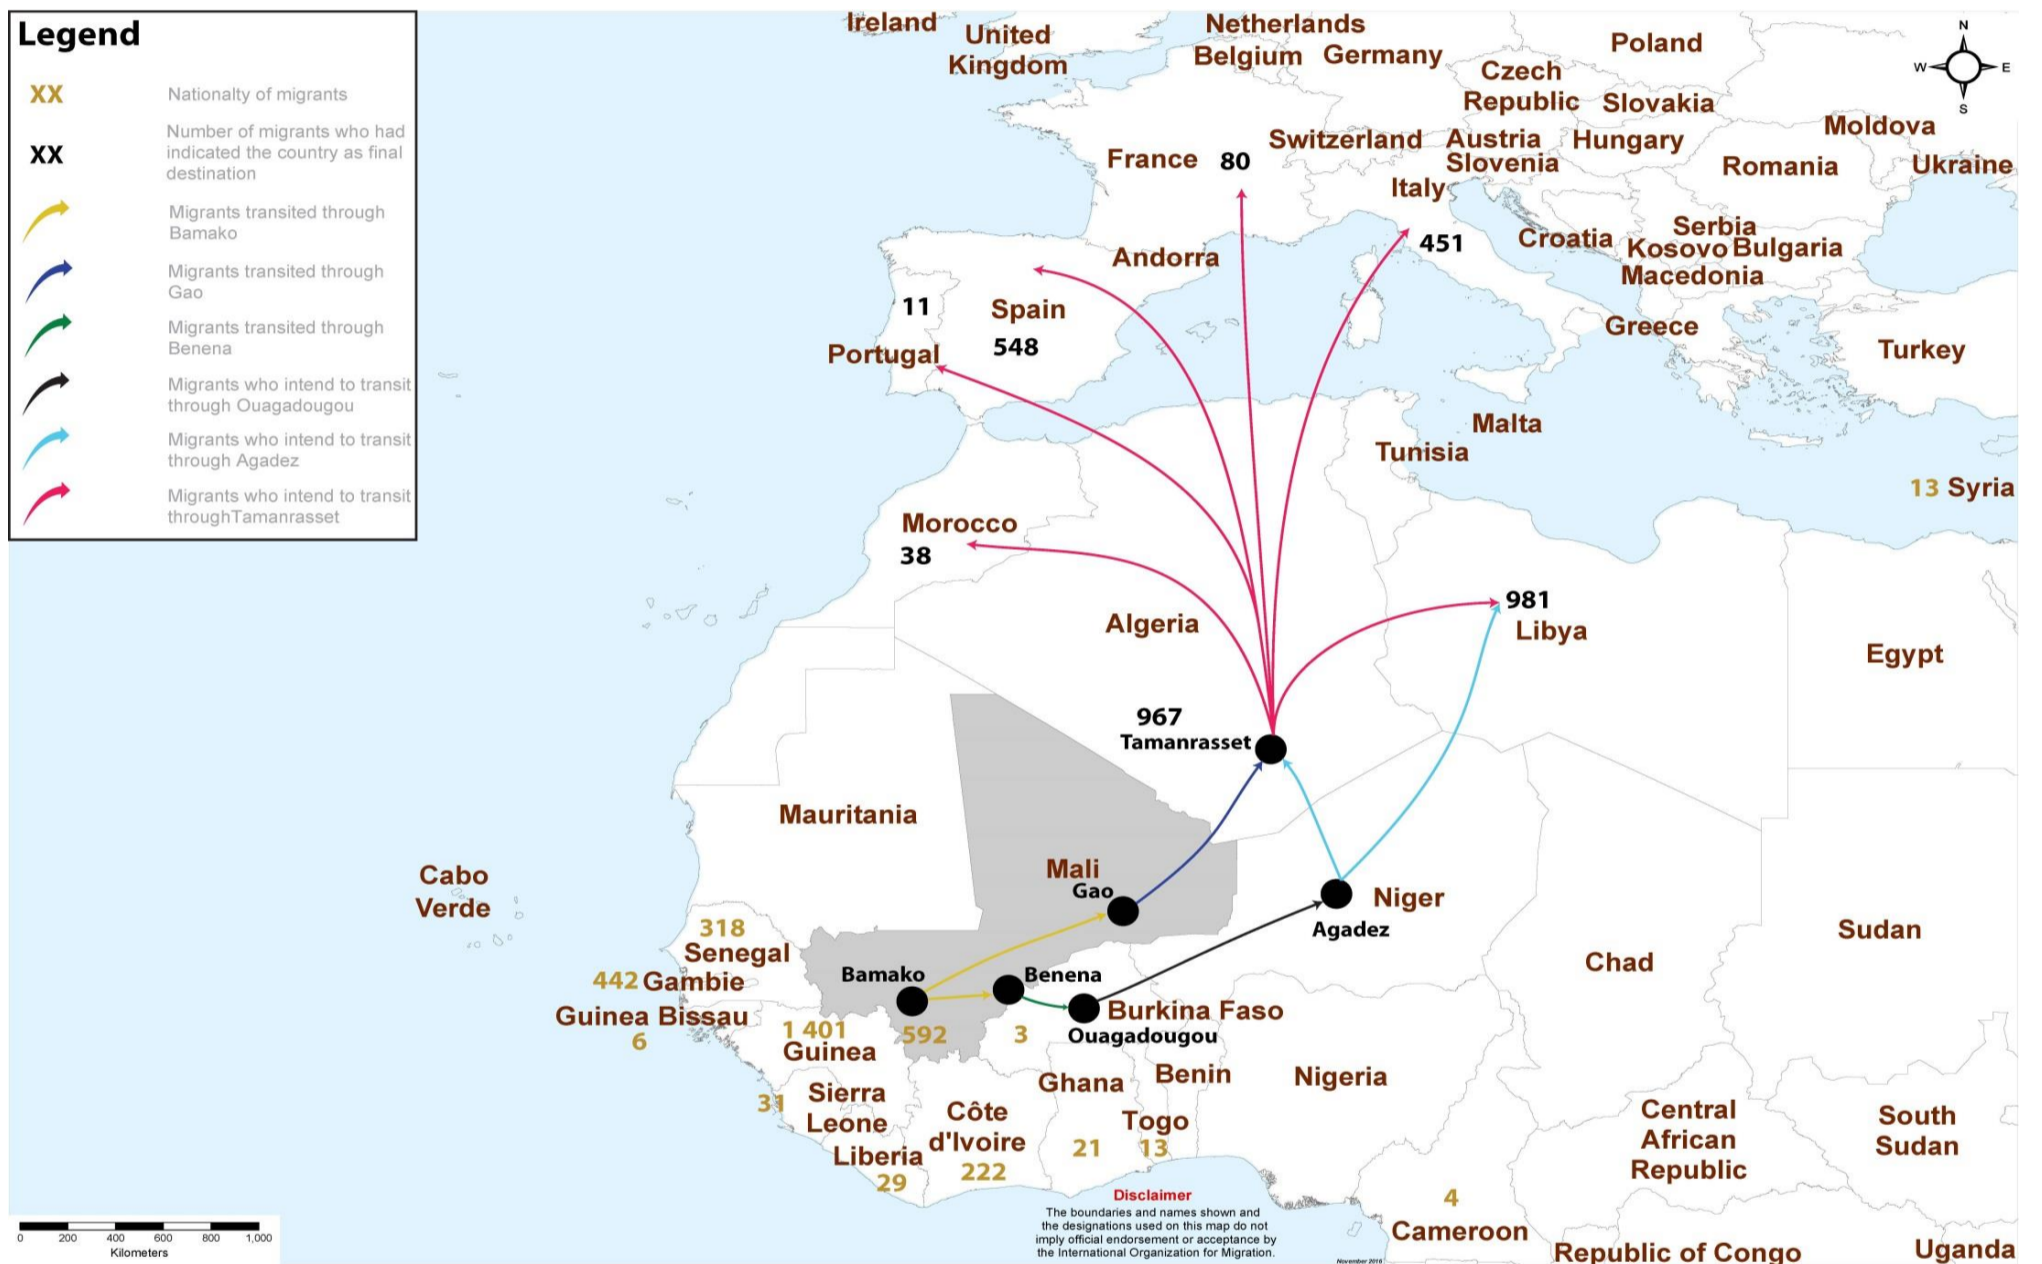 Legend
XX
Nationalty of migrants
XX
Number of migrants who had
indicated the country as final
destination
Migrants transited through
Bamako
Migrants transited through
Gao
Migrants transited through
Benena
Migrants who intend to transit
through Ouagadougou
Migrants who intend to transit
through Agadez
Migrants who intend to transit
throughTamanrasset
Ireland
United
Kingdom
Netherlands
Belgium
Germany
Poland
Czech
Republic
Slovakia
N
W
E
S
France
80
Switzerland
Austria
Slovenia
Hungary
Moldova
Romania
Ukraine
Italy
451
Croatia
Serbia
Kosovo
Bulgaria
Macedonia
Andorra
11
Spain
548
Portugal
Greece
Turkey
Malta
Tunisia
13 Syria
Morocco
38
Algeria
981
Libya
Egypt
967
Tamanrasset
Mauritania
Mali
Gao
Niger
Agadez
Cabo
Verde
318
Senegal
442 Gambie
Guinea Bissau
6
Bamako
Benena
Burkina Faso
Ouagadougou
1 401
Guinea
592
3
Chad
Sudan
31
Sierra
Leone
Liberia
29
Côte
d'Ivoire
222
Ghana
21
Benin
Togo
13
Nigeria
Central
African
Republic
South
Sudan
4
Cameroon
Republic of Congo
Uganda
Disclaimer
The boundaries and names shown and
the designations used on this map do not
imply official endorsement or acceptance by
the International Organization for Migration.
November 2016
0 200 400 600 800 1,000
Kilometers